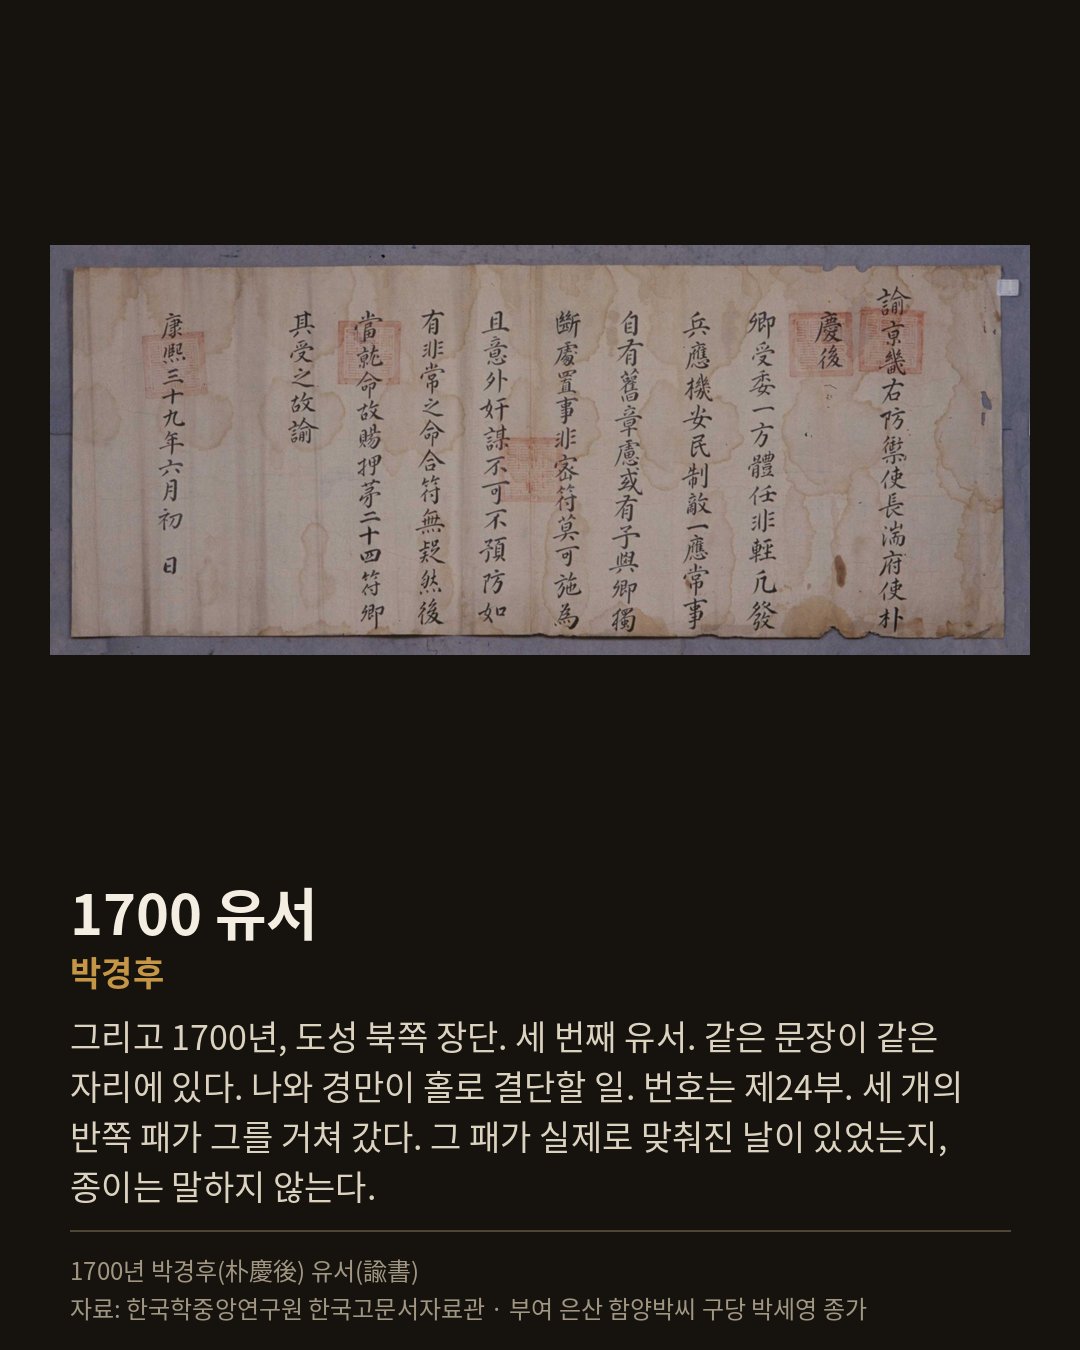 諭京畿右防禦使長湍府使朴
慶後
卿受委一方體任非輕凡發
兵應機安民制敵一應常事
自有舊章慮或有予與卿獨
斷處置事非密符莫可施為
且意外奸謀不可不預防如
有非常之命合符無疑然後
當就命故賜押第二十四符卿
其受之故諭
康熙三十九年六月初 日
1700 유서
박경후
그리고 1700년, 도성 북쪽 장단. 세 번째 유서. 같은 문장이 같은
자리에 있다. 나와 경만이 홀로 결단할 일. 번호는 제24부. 세 개의
반쪽 패가 그를 거쳐 갔다. 그 패가 실제로 맞춰진 날이 있었는지,
종이는 말하지 않는다.
1700년 박경후(朴慶後) 유서(諭書)
자료: 한국학중앙연구원 한국고문서자료관 · 부여 은산 함양박씨 구당 박세영 종가